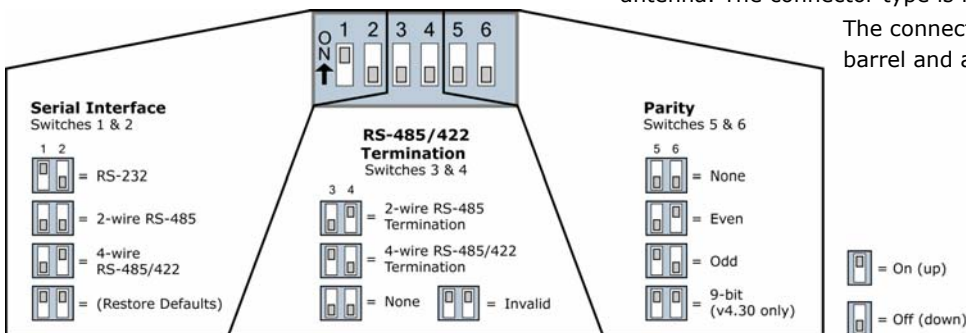 antenna. The connector type is
The connect
barrel and a
ON
1 2 3 4 5 6
Serial Interface
Switches 1 & 2
1 2
= RS-232
= 2-wire RS-485
= 4-wire
RS-485/422
= (Restore Defaults)
RS-485/422
Termination
Switches 3 & 4
3 4
= 2-wire RS-485
Termination
= 4-wire RS-485/422
Termination
= None
= Invalid
Parity
Switches 5 & 6
5 6
= None
= Even
= Odd
= 9-bit
(v4.30 only)
= On (up)
= Off (down)